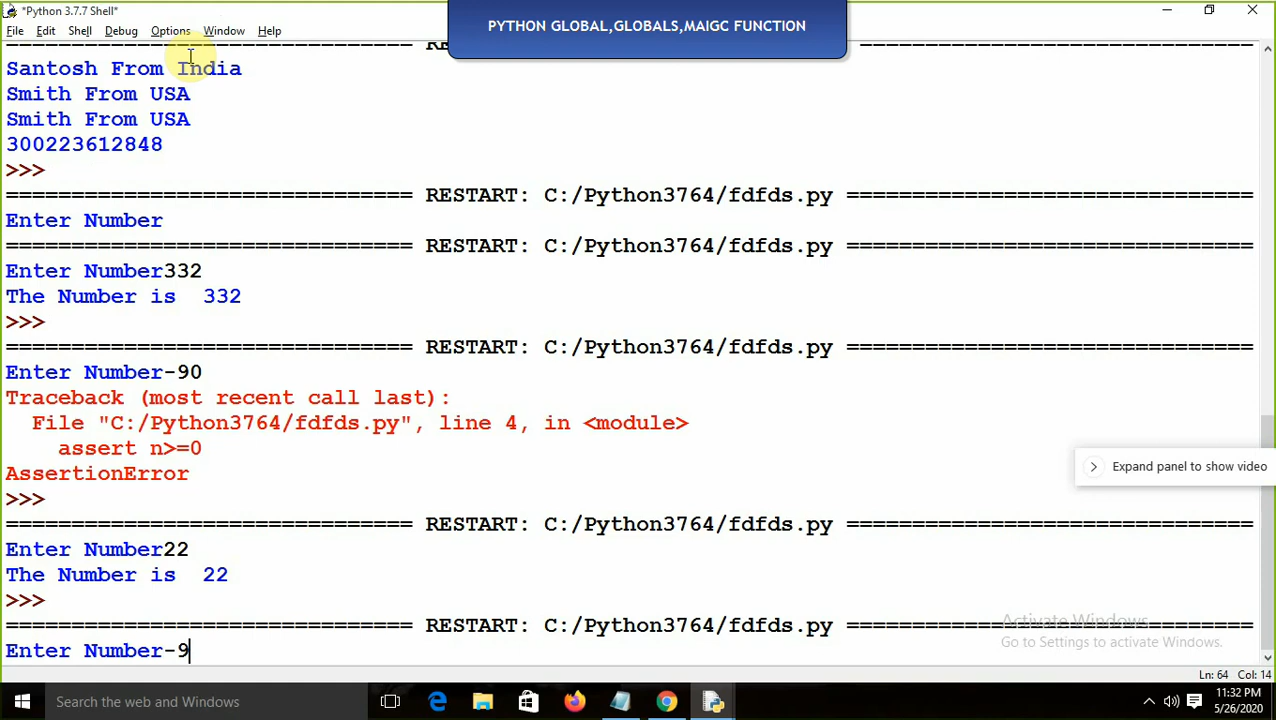 *Python 3.7.7 Shell*
PYTHON GLOBAL,GLOBALS,MAIGC FUNCTION
File Edit Shell Debug Options Window Help
Santosh From India
Smith From USA
Smith From USA
300223612848
>>>
=============================== RESTART: C:/Python3764/fdfds.py ===============================
Enter Number
=============================== RESTART: C:/Python3764/fdfds.py ===============================
Enter Number332
The Number is  332
>>>
=============================== RESTART: C:/Python3764/fdfds.py ===============================
Enter Number-90
Traceback (most recent call last):
  File "C:/Python3764/fdfds.py", line 4, in <module>
    assert n>=0
AssertionError
Expand panel to show video
>>>
=============================== RESTART: C:/Python3764/fdfds.py ===============================
Enter Number22
The Number is  22
>>>
=============================== RESTART: C:/Python3764/fdfds.py ===============================
Activate Windows
Go to Settings to activate Windows.
Enter Number-9
Ln: 64 Col: 14
Search the web and Windows
11:32 PM
5/26/2020